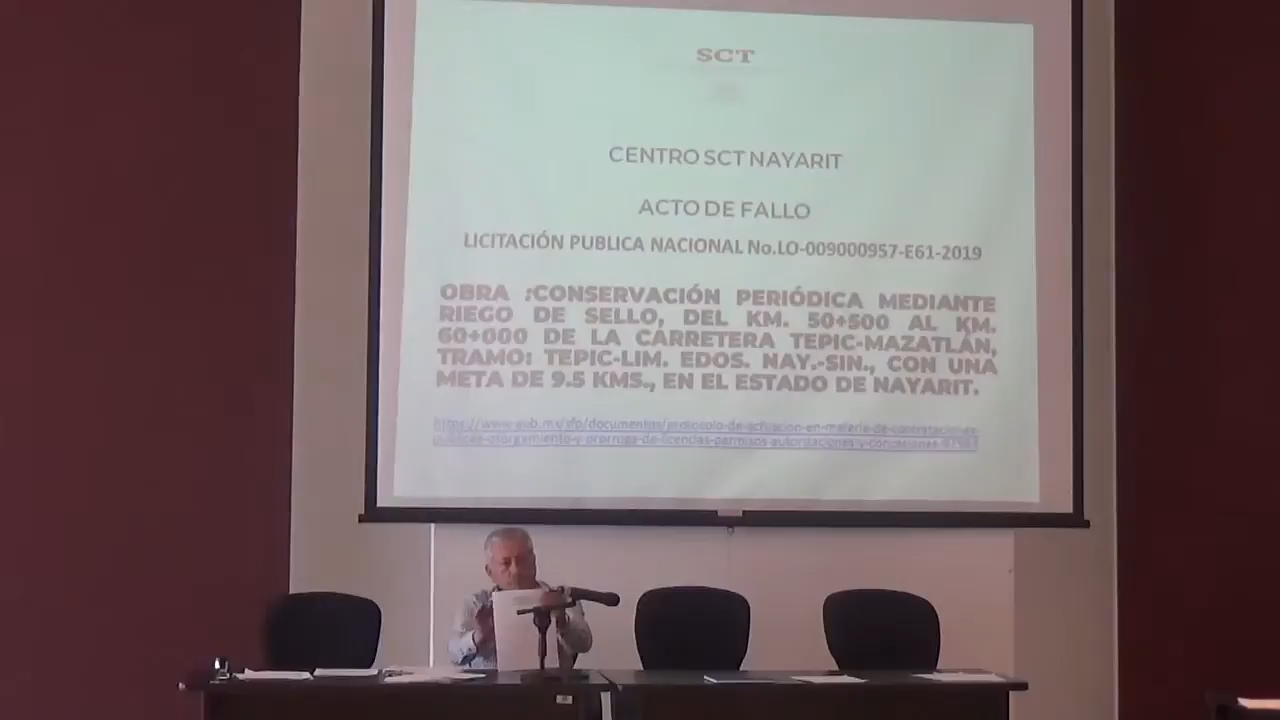 SCT
CENTRO SCT NAYARIT
ACTO DE FALLO
LICITACIÓN PUBLICA NACIONAL No.LO-009000957-E61-2019
OBRA :CONSERVACIÓN PERIÓDICA MEDIANTE
RIEGO DE SELLO, DEL KM. 50+500 AL KM.
60+000 DE LA CARRETERA TEPIC-MAZATLÁN,
TRAMO: TEPIC-LIM. EDOS. NAY.-SIN., CON UNA
META DE 9.5 KMS., EN EL ESTADO DE NAYARIT.